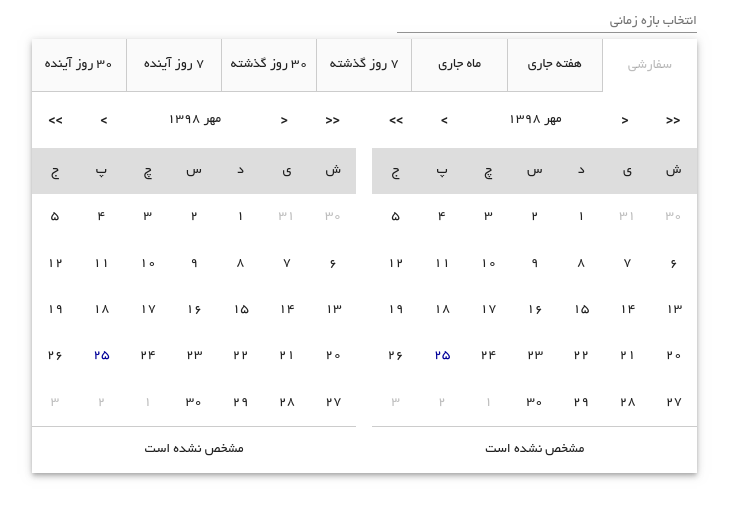 انتخاب بازه زمانی
سفارشی هفته جاری ماه جاری ۷ روز گذشته ۳۰ روز گذشته ۷ روز آینده ۳۰ روز آینده
>> > مهر ۱۳۹۸ < <<
ش ی د س چ پ ج
۳۰ ۳۱ ۱ ۲ ۳ ۴ ۵
۶ ۷ ۸ ۹ ۱۰ ۱۱ ۱۲
۱۳ ۱۴ ۱۵ ۱۶ ۱۷ ۱۸ ۱۹
۲۰ ۲۱ ۲۲ ۲۳ ۲۴ ۲۵ ۲۶
۲۷ ۲۸ ۲۹ ۳۰ ۱ ۲ ۳
مشخص نشده است
>> > مهر ۱۳۹۸ < <<
ش ی د س چ پ ج
۳۰ ۳۱ ۱ ۲ ۳ ۴ ۵
۶ ۷ ۸ ۹ ۱۰ ۱۱ ۱۲
۱۳ ۱۴ ۱۵ ۱۶ ۱۷ ۱۸ ۱۹
۲۰ ۲۱ ۲۲ ۲۳ ۲۴ ۲۵ ۲۶
۲۷ ۲۸ ۲۹ ۳۰ ۱ ۲ ۳
مشخص نشده است